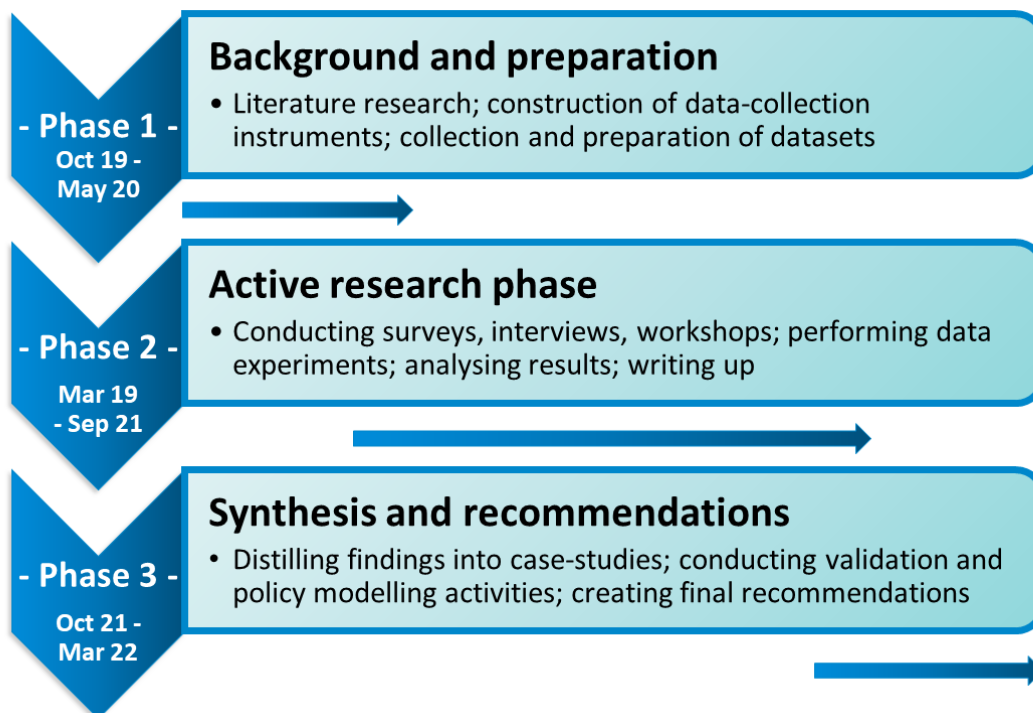 - Phase 1 -
Oct 19 -
May 20
Background and preparation
• Literature research; construction of data-collection
instruments; collection and preparation of datasets
- Phase 2 -
Mar 19
- Sep 21
Active research phase
• Conducting surveys, interviews, workshops; performing data
experiments; analysing results; writing up
- Phase 3 -
Oct 21 -
Mar 22
Synthesis and recommendations
• Distilling findings into case-studies; conducting validation and
policy modelling activities; creating final recommendations